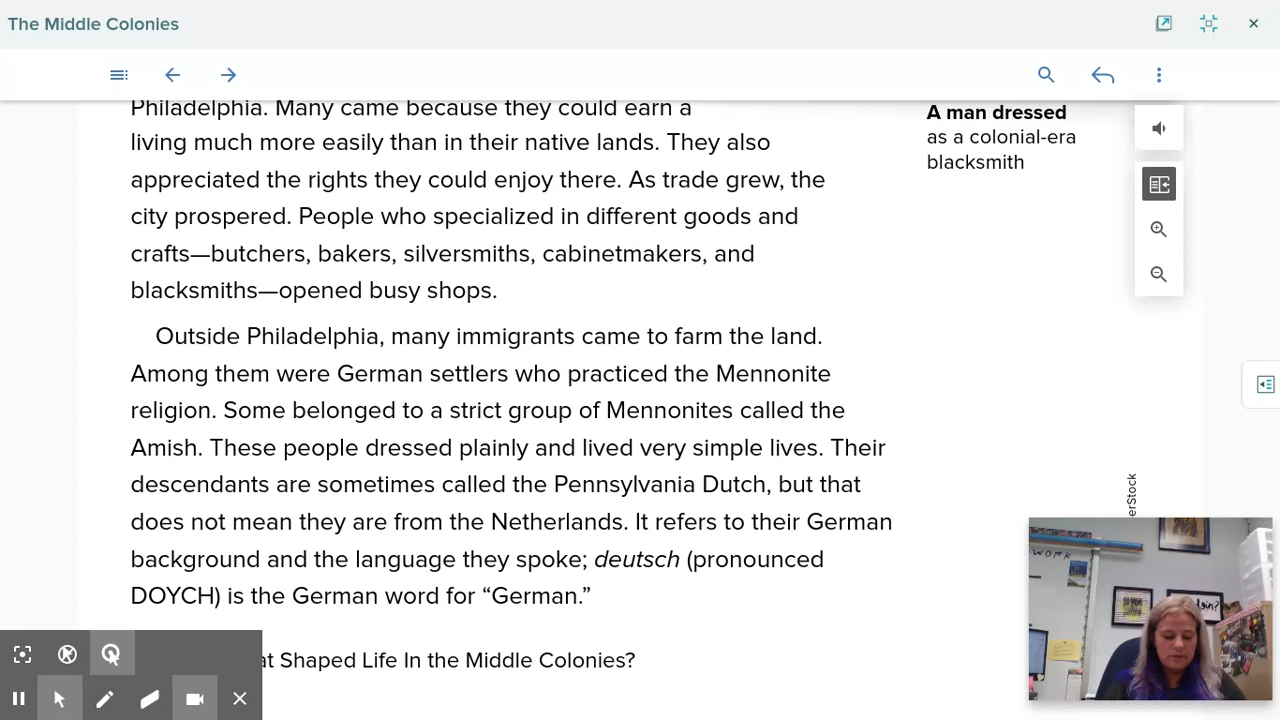 The Middle Colonies
Philadelphia. Many came because they could earn a
living much more easily than in their native lands. They also
appreciated the rights they could enjoy there. As trade grew, the
city prospered. People who specialized in different goods and
crafts—butchers, bakers, silversmiths, cabinetmakers, and
blacksmiths—opened busy shops.
Outside Philadelphia, many immigrants came to farm the land.
Among them were German settlers who practiced the Mennonite
religion. Some belonged to a strict group of Mennonites called the
Amish. These people dressed plainly and lived very simple lives. Their
descendants are sometimes called the Pennsylvania Dutch, but that
does not mean they are from the Netherlands. It refers to their German
background and the language they spoke; deutsch (pronounced
DOYCH) is the German word for “German.”
at Shaped Life In the Middle Colonies?
A man dressed
as a colonial-era
blacksmith
erStock
WORK